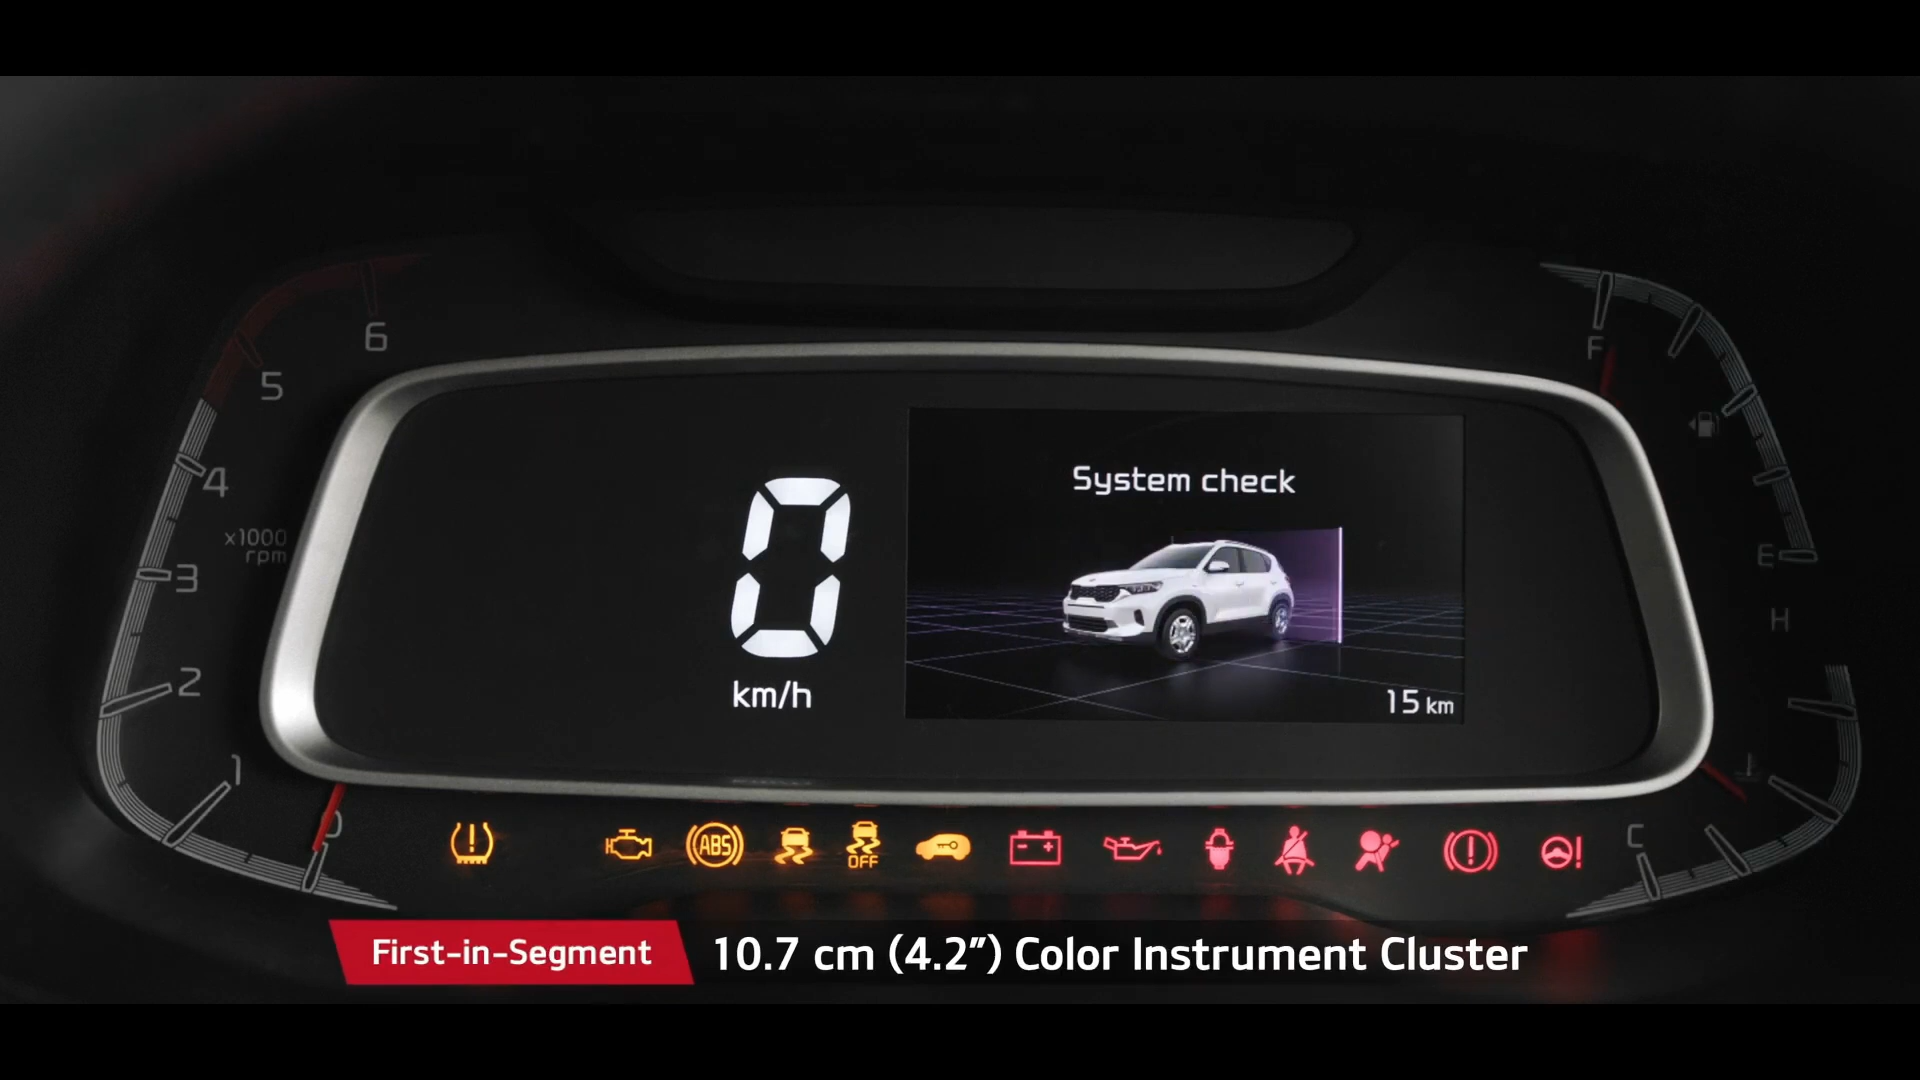 6
5
4
x1000
rpm
3
2
1
0
0
km/h
System check
15 km
F
E
H
C
ABS
OFF
First-in-Segment
10.7 cm (4.2″) Color Instrument Cluster